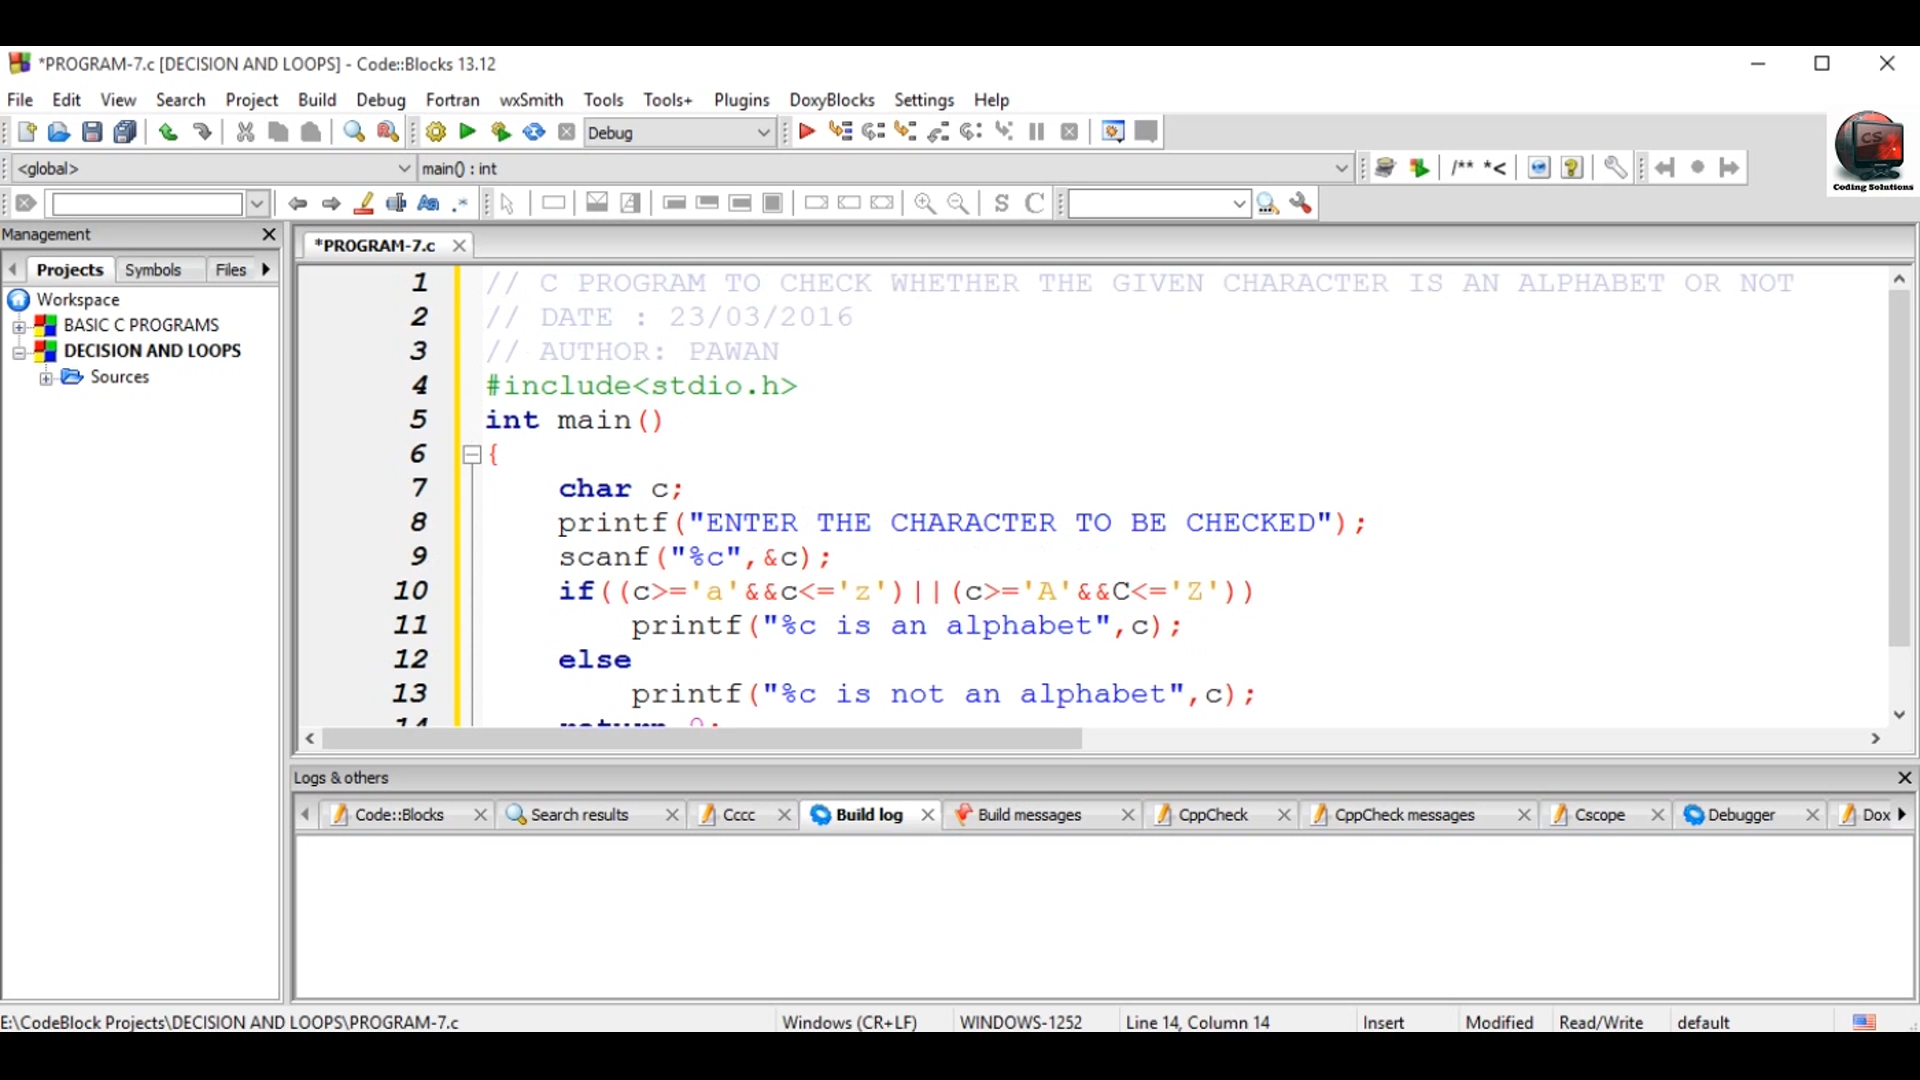 *PROGRAM-7.c [DECISION AND LOOPS] - Code::Blocks 13.12
File Edit View Search Project Build Debug Fortran wxSmith Tools Tools+ Plugins DoxyBlocks Settings Help
Debug
<global> main() : int /** *<
S C
CS
Coding Solutions
Management
Projects Symbols Files
Workspace
BASIC C PROGRAMS
DECISION AND LOOPS
Sources
*PROGRAM-7.c
1 // C PROGRAM TO CHECK WHETHER THE GIVEN CHARACTER IS AN ALPHABET OR NOT
2 // DATE : 23/03/2016
3 // AUTHOR: PAWAN
4 #include<stdio.h>
5 int main()
6 {
7 char c;
8 printf("ENTER THE CHARACTER TO BE CHECKED");
9 scanf("%c",&c);
10 if((c>='a'&&c<='z')||(c>='A'&&C<='Z'))
11 printf("%c is an alphabet",c);
12 else
13 printf("%c is not an alphabet",c);
14 return 0;
Logs & others
Code::Blocks Search results Cccc Build log Build messages CppCheck CppCheck messages Cscope Debugger Dox
E:\CodeBlock Projects\DECISION AND LOOPS\PROGRAM-7.c Windows (CR+LF) WINDOWS-1252 Line 14, Column 14 Insert Modified Read/Write default